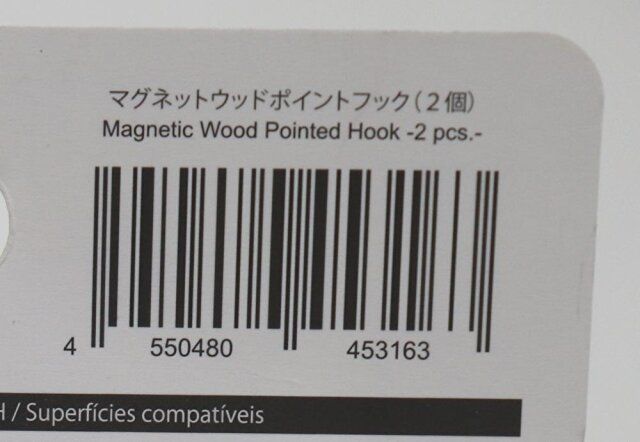 マグネットウッドポイントフック(2個)
Magnetic Wood Pointed Hook -2 pcs.-
4 550480 453163
/ Superfícies compatíveis